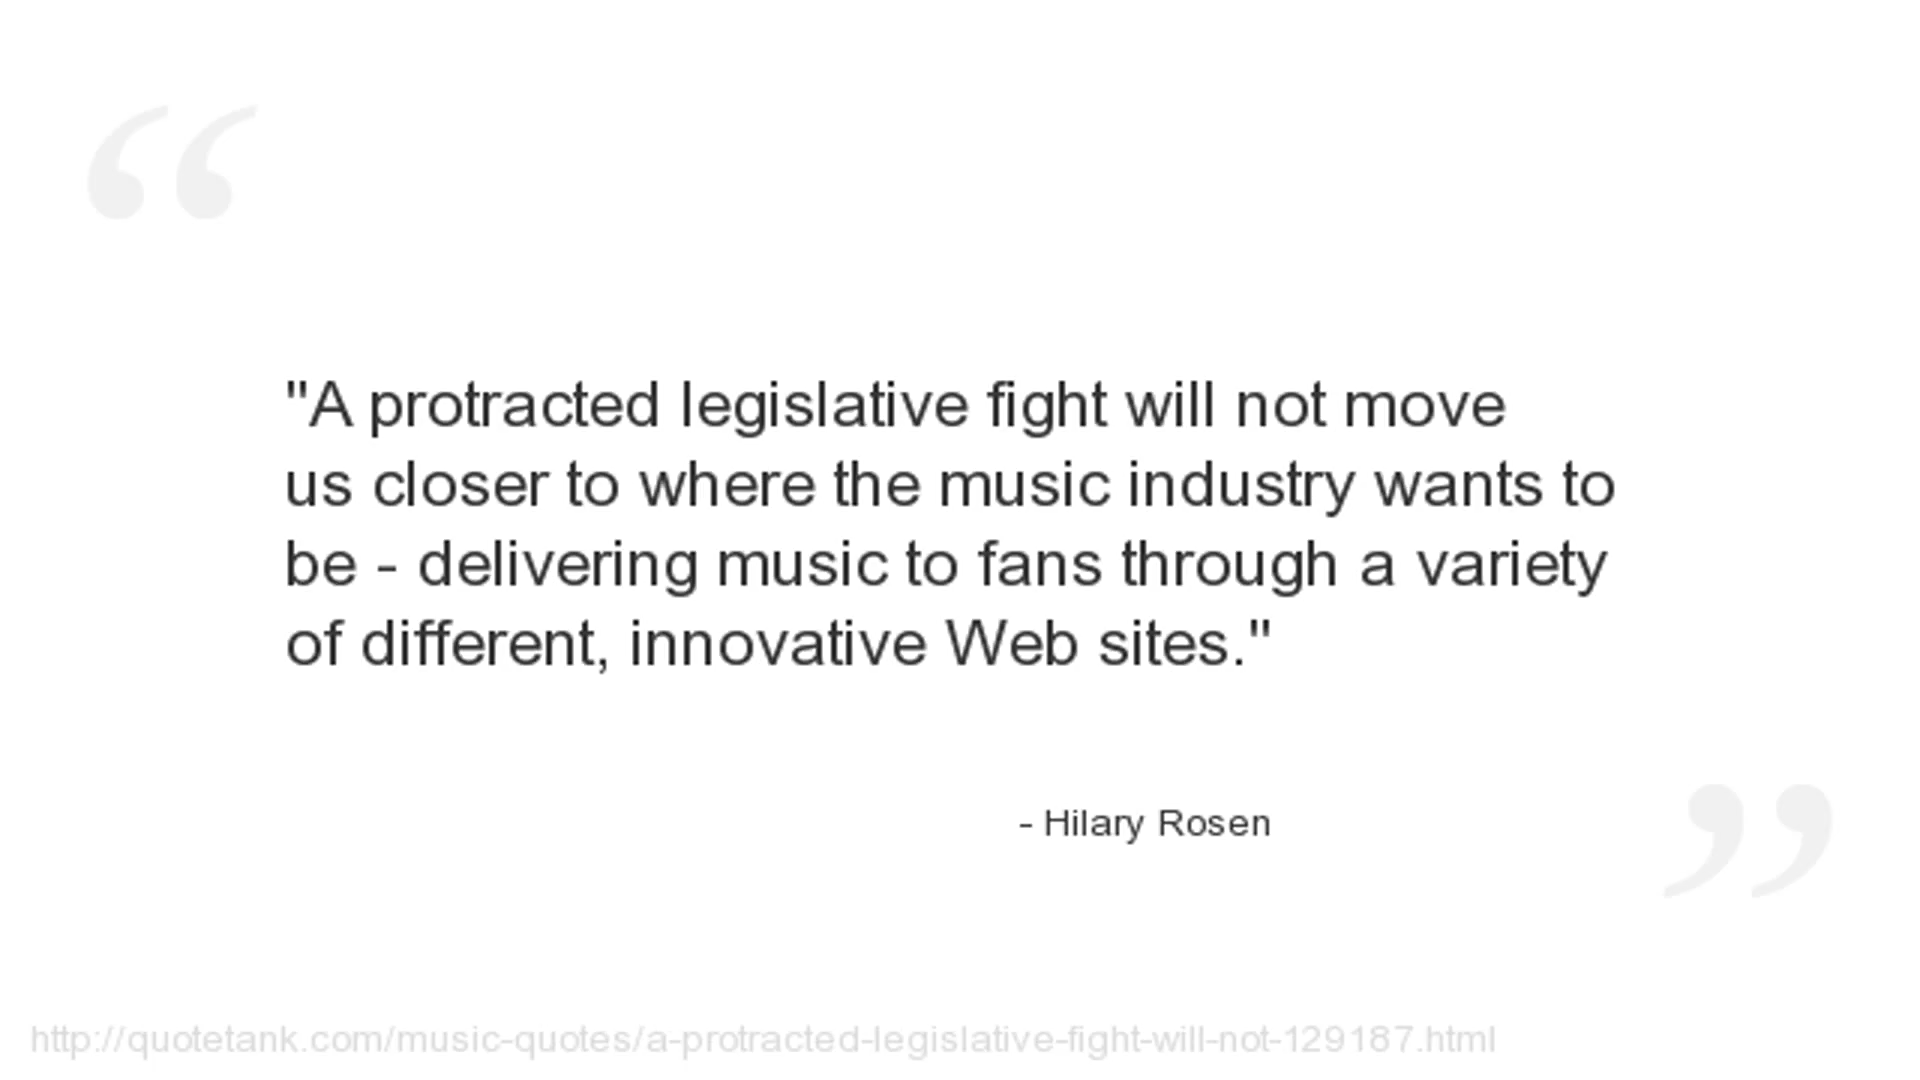 "A protracted legislative fight will not move
us closer to where the music industry wants to
be - delivering music to fans through a variety
of different, innovative Web sites."
- Hilary Rosen
http://quotetank.com/music-quotes/a-protracted-legislative-fight-will-not-129187.html